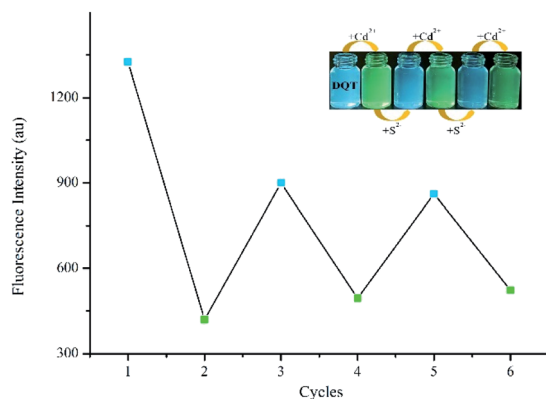 +Cd²⁺ +Cd²⁺ +Cd²⁺
DQT
+S²⁻ +S²⁻
1200
900
600
300
Fluorescence Intensity (au)
1 2 3 4 5 6
Cycles